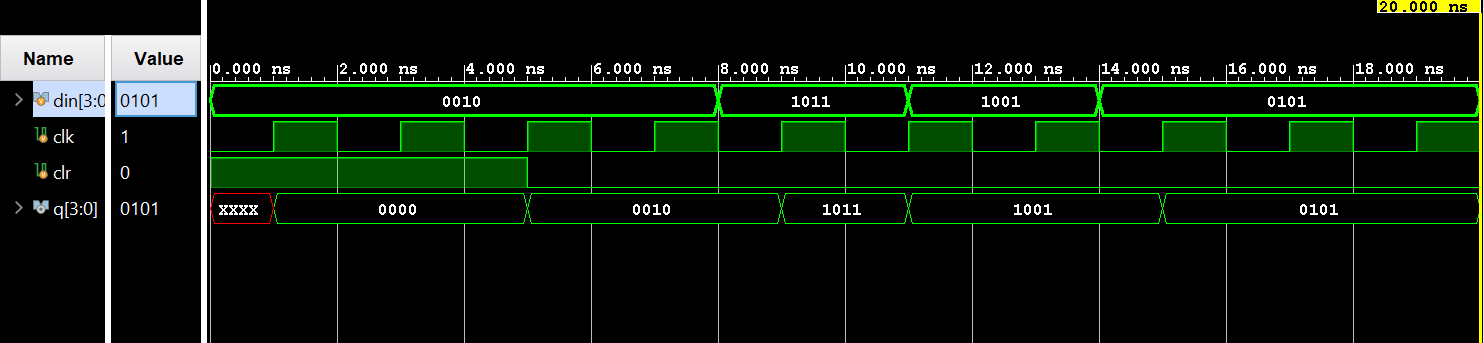 20.000 ns
Name Value
0.000 ns 2.000 ns 4.000 ns 6.000 ns 8.000 ns 10.000 ns 12.000 ns 14.000 ns 16.000 ns 18.000 ns
din[3:0 0101 0010 1011 1001 0101
clk 1
clr 0
q[3:0] 0101 XXXX 0000 0010 1011 1001 0101